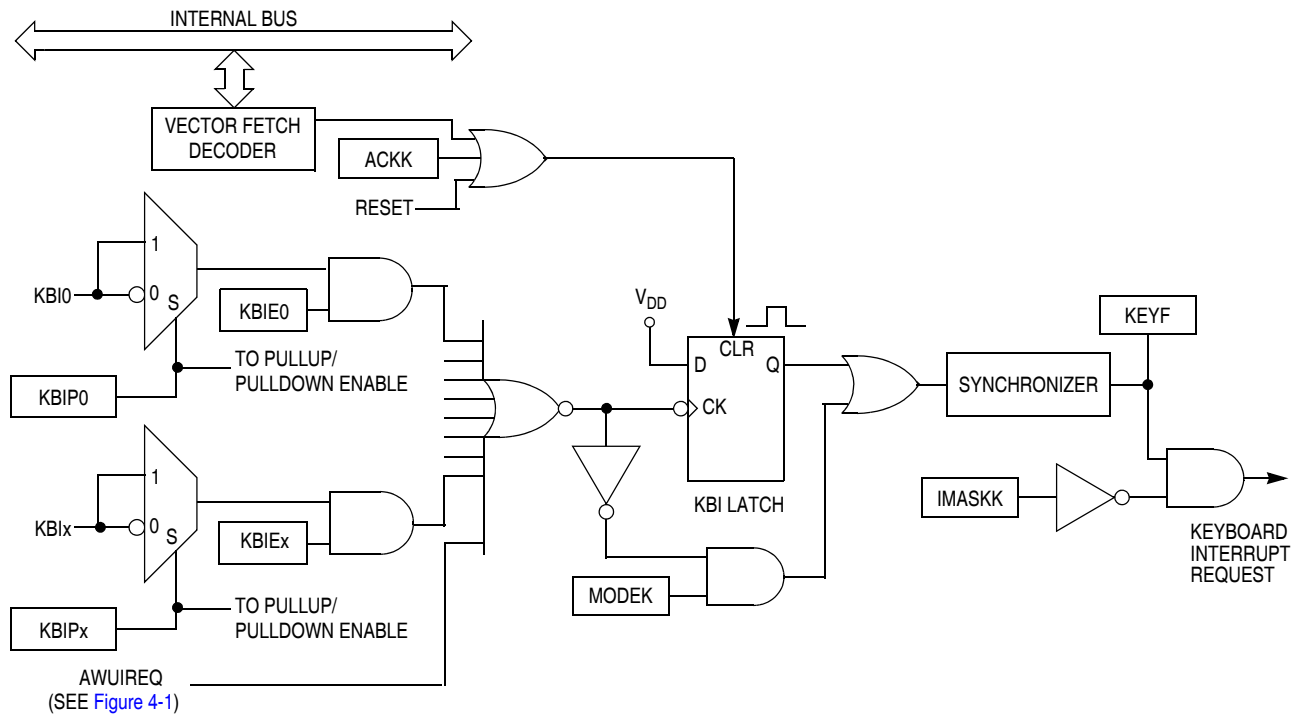 INTERNAL BUS
VECTOR FETCH
DECODER
ACKK
RESET
1
KBI0
0
S
KBIE0
VDD
KEYF
CLR
D
Q
TO PULLUP/
PULLDOWN ENABLE
KBIP0
SYNCHRONIZER
CK
1
KBI LATCH
IMASKK
KBIx
0
S
KBIEx
KEYBOARD
INTERRUPT
REQUEST
MODEK
TO PULLUP/
PULLDOWN ENABLE
KBIPx
AWUIREQ
(SEE Figure 4-1)